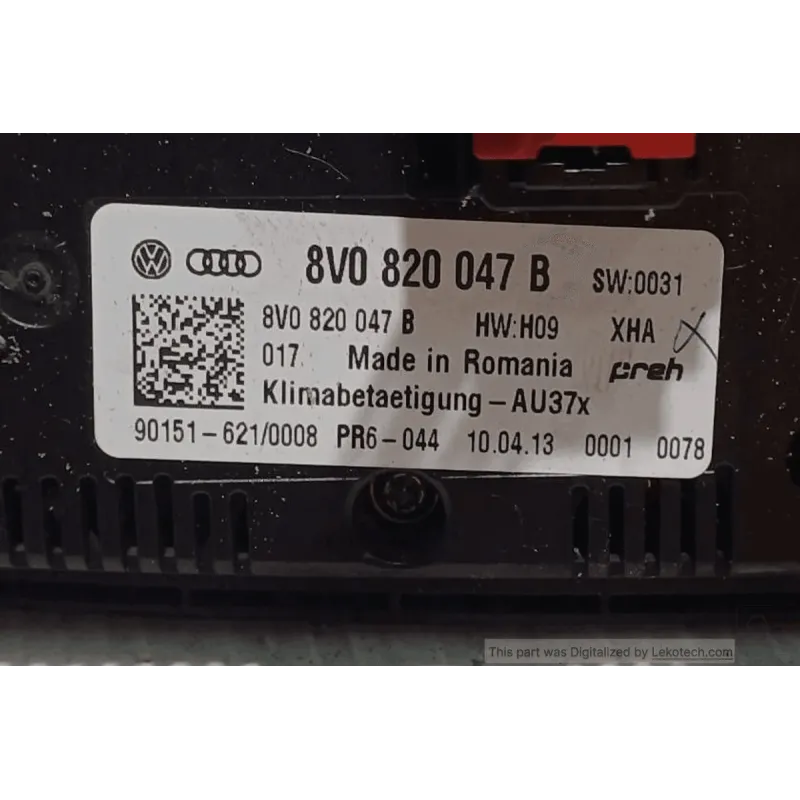 8V0 820 047 B SW:0031
8V0 820 047 B HW:H09 XHA
017. Made in Romania preh
Klimabetaetigung-AU37x
90151-621/0008 PR6-044 10.04.13 0001 0078
This part was Digitalized by Lekotech.com